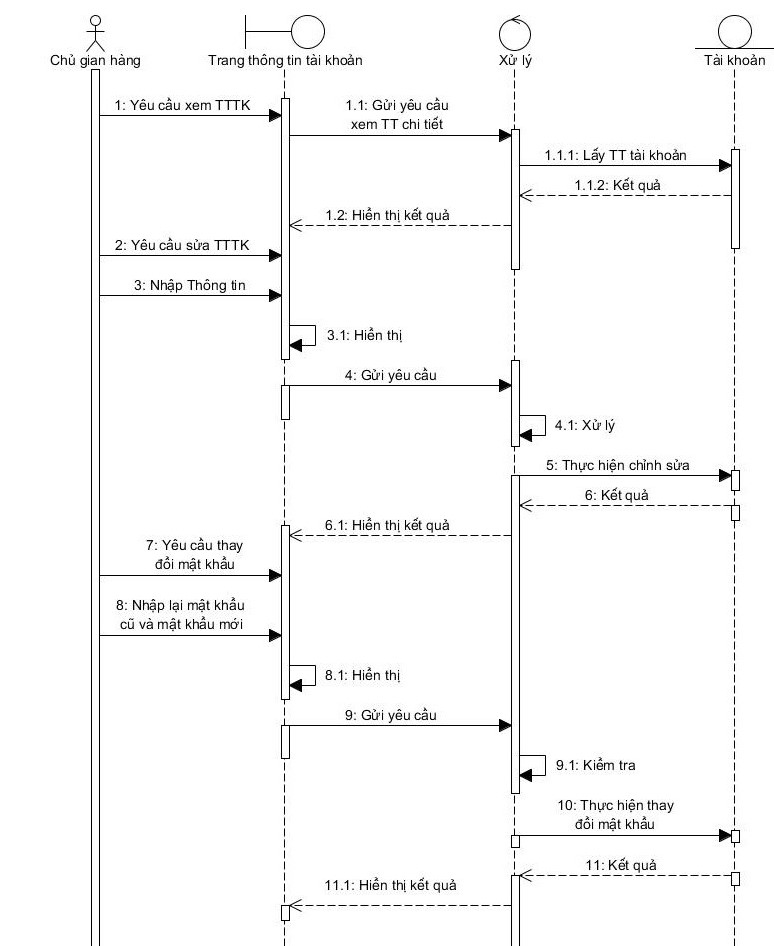 Chủ gian hàng
Trang thông tin tài khoản
Xử lý
Tài khoản
1: Yêu cầu xem TTTK
1.1: Gửi yêu cầu
xem TT chi tiết
1.1.1: Lấy TT tài khoản
1.1.2: Kết quả
1.2: Hiển thị kết quả
2: Yêu cầu sửa TTTK
3: Nhập Thông tin
3.1: Hiển thị
4: Gửi yêu cầu
4.1: Xử lý
5: Thực hiện chỉnh sửa
6: Kết quả
6.1: Hiển thị kết quả
7: Yêu cầu thay
đổi mật khẩu
8: Nhập lại mật khẩu
cũ và mật khẩu mới
8.1: Hiển thị
9: Gửi yêu cầu
9.1: Kiểm tra
10: Thực hiện thay
đổi mật khẩu
11: Kết quả
11.1: Hiển thị kết quả